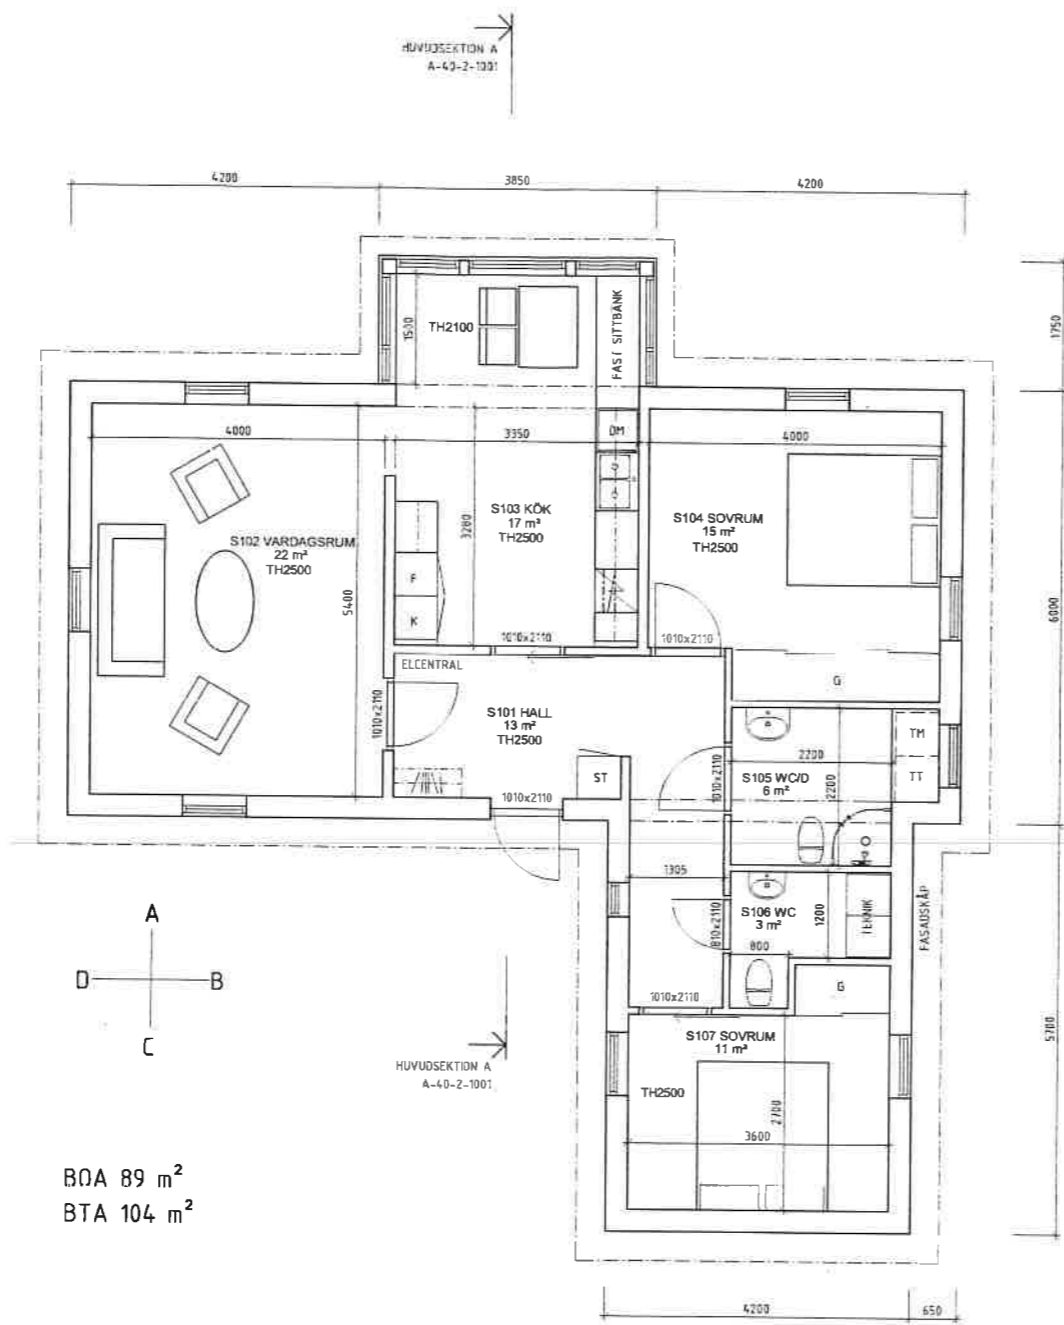 HUVUDSEKTION A
A-40-2-1001
4200
3850
4200
1750
TH2100
1500
FAST SITTBÄNK
4000
3350
DM
4000
S103 KÖK
17 m²
TH2500
S104 SOVRUM
15 m²
TH2500
S102 VARDAGSRUM
22 m²
TH2500
3280
5400
F
K
6000
1010x2110
1010x2110
ELCENTRAL
G
S101 HALL
13 m²
TH2500
1010x2110
TM
2200
S105 WC/D
6 m²
2200
TT
ST
1010x2110
1010x2110
1305
S106 WC
3 m²
1200
TEKNIK
FASADSKÅP
810x2110
800
A
D
B
C
G
1010x2110
5700
S107 SOVRUM
11 m²
HUVUDSEKTION A
A-40-2-1001
TH2500
2700
3600
BOA 89 m²
BTA 104 m²
4200
650